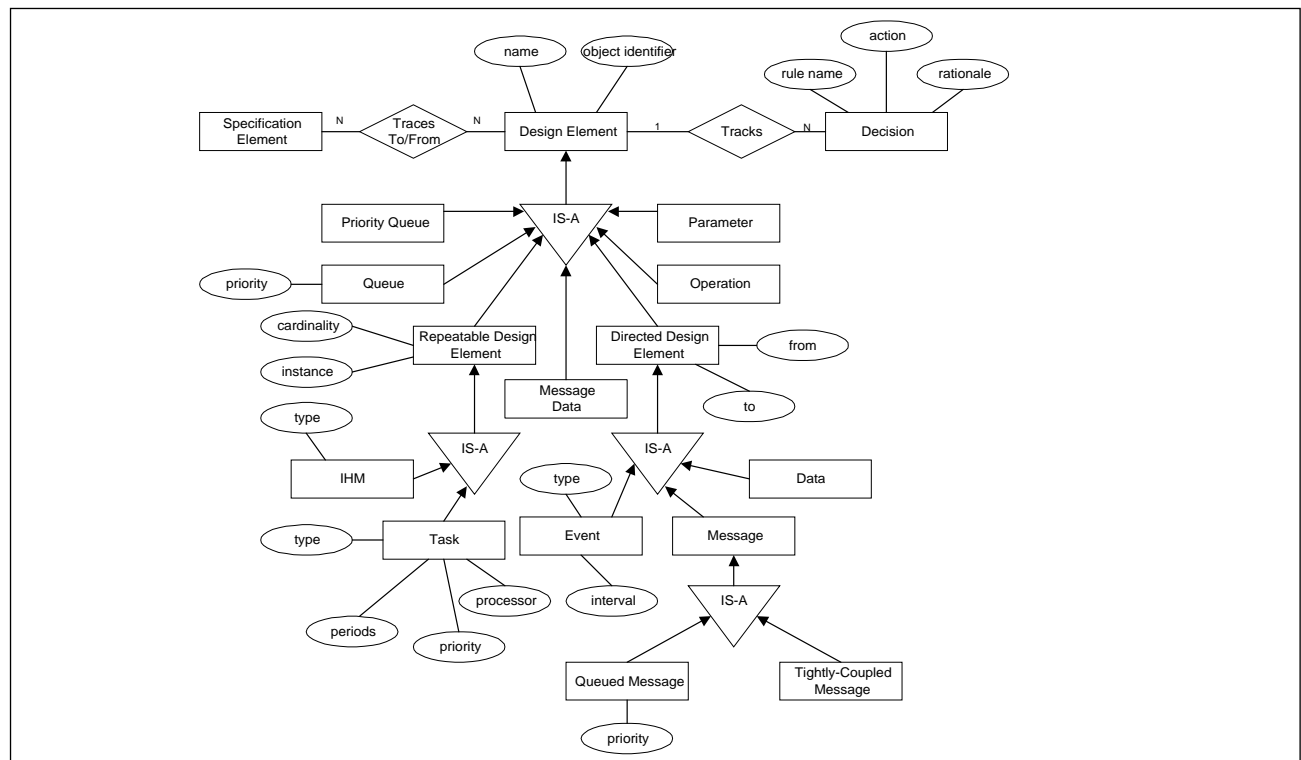 action
name
object identifier
rule name
rationale
Specification
Element
N
Traces
To/From
N
Design Element
1
Tracks
N
Decision
Priority Queue
IS-A
Parameter
priority
Queue
Operation
cardinality
Repeatable Design
Element
Directed Design
Element
from
instance
Message
Data
to
type
IS-A
IS-A
IHM
type
Data
type
Task
Event
Message
processor
interval
IS-A
periods
priority
Queued Message
Tightly-Coupled
Message
priority